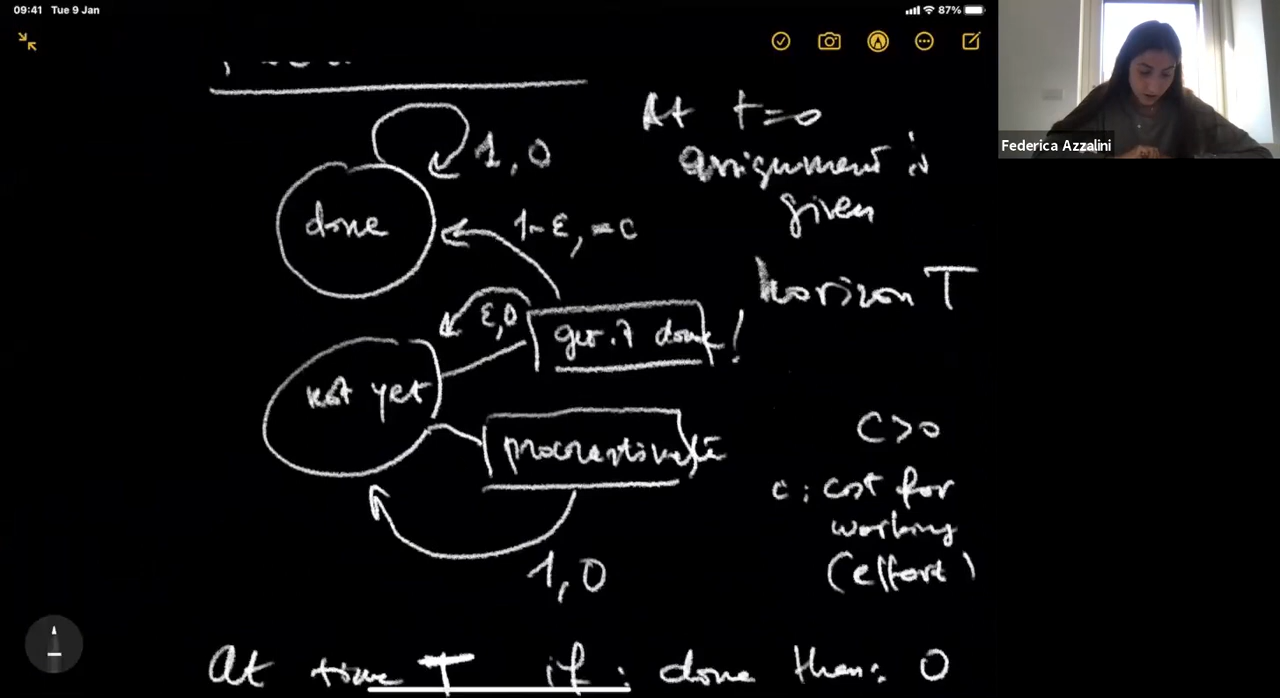 09:41 Tue 9 Jan
87%
Federica Azzalini
At t=0
assignment is
given
1, 0
done
1-ε, -c
horizon T
ε,0
get it done!
not yet
procrastinate
c>0
c: cost for
working
(effort)
1, 0
At time T if: done then: 0